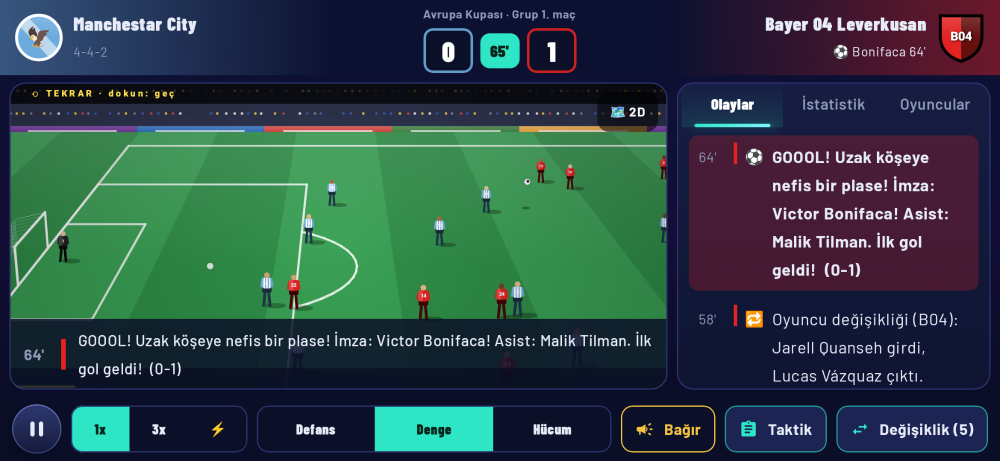 Manchestar City
4-4-2
Avrupa Kupası · Grup 1. maç
0 65' 1
Bayer 04 Leverkusan
Bonifaca 64'
B04
TEKRAR · dokun: geç
2D
22
14
24
64'
GOOOL! Uzak köşeye nefis bir plase! İmza: Victor Bonifaca! Asist: Malik Tilman. İlk
gol geldi! (0-1)
Olaylar İstatistik Oyuncular
64' GOOOL! Uzak köşeye
nefis bir plase! İmza:
Victor Bonifaca! Asist:
Malik Tilman. İlk gol
geldi! (0-1)
58' Oyuncu değişikliği (B04):
Jarell Quanseh girdi,
Lucas Vázquaz çıktı.
1x 3x
Defans Denge Hücum
Bağır
Taktik
Değişiklik (5)